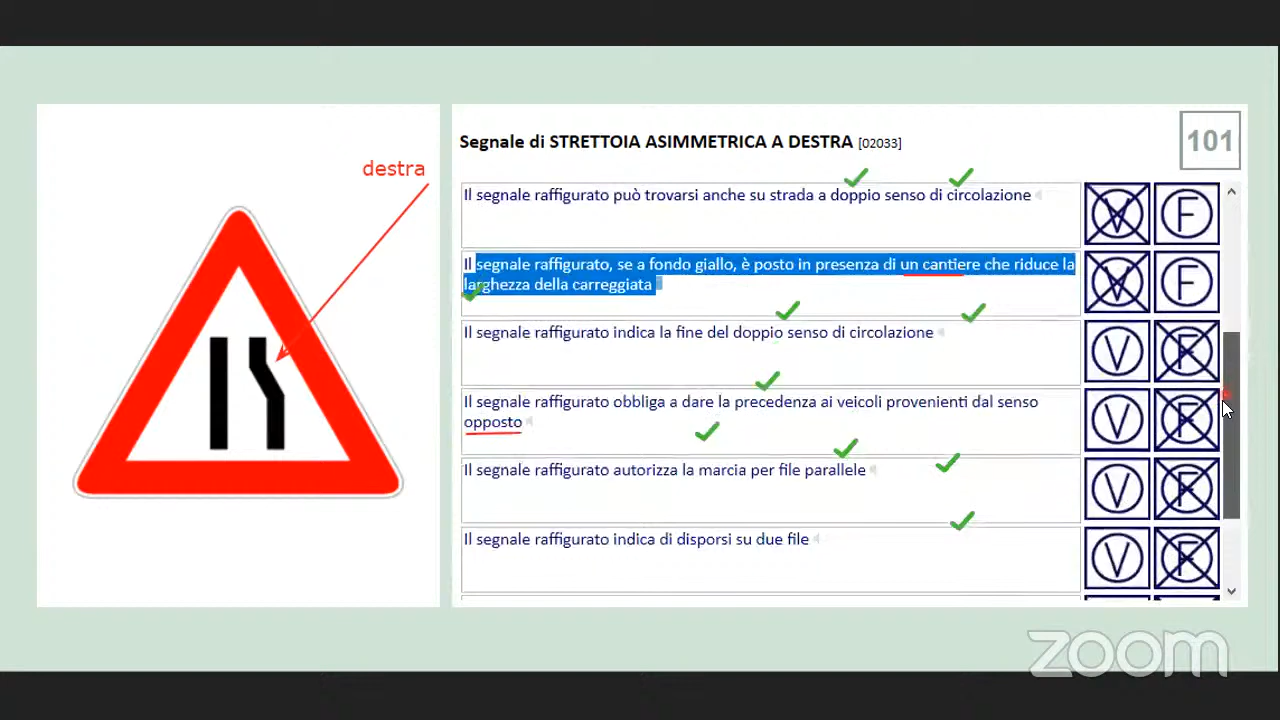 destra
Segnale di STRETTOIA ASIMMETRICA A DESTRA [02033]
101
Il segnale raffigurato può trovarsi anche su strada a doppio senso di circolazione
V F
Il segnale raffigurato, se a fondo giallo, è posto in presenza di un cantiere che riduce la
larghezza della carreggiata
V F
Il segnale raffigurato indica la fine del doppio senso di circolazione
V F
Il segnale raffigurato obbliga a dare la precedenza ai veicoli provenienti dal senso
opposto
V F
Il segnale raffigurato autorizza la marcia per file parallele
V F
Il segnale raffigurato indica di disporsi su due file
V F
zoom